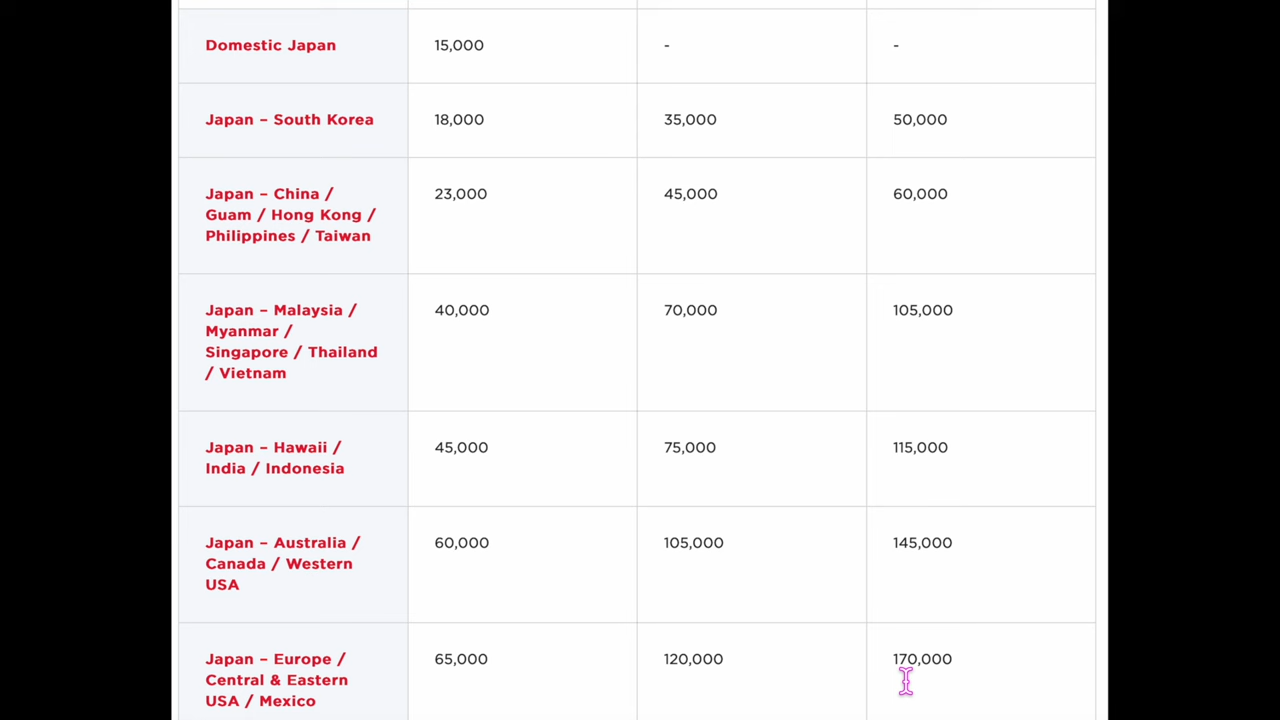 Domestic Japan 15,000 - -
Japan – South Korea 18,000 35,000 50,000
Japan – China / 23,000 45,000 60,000
Guam / Hong Kong /
Philippines / Taiwan
Japan – Malaysia / 40,000 70,000 105,000
Myanmar /
Singapore / Thailand
/ Vietnam
Japan – Hawaii / 45,000 75,000 115,000
India / Indonesia
Japan – Australia / 60,000 105,000 145,000
Canada / Western
USA
Japan – Europe / 65,000 120,000 170,000
Central & Eastern
USA / Mexico